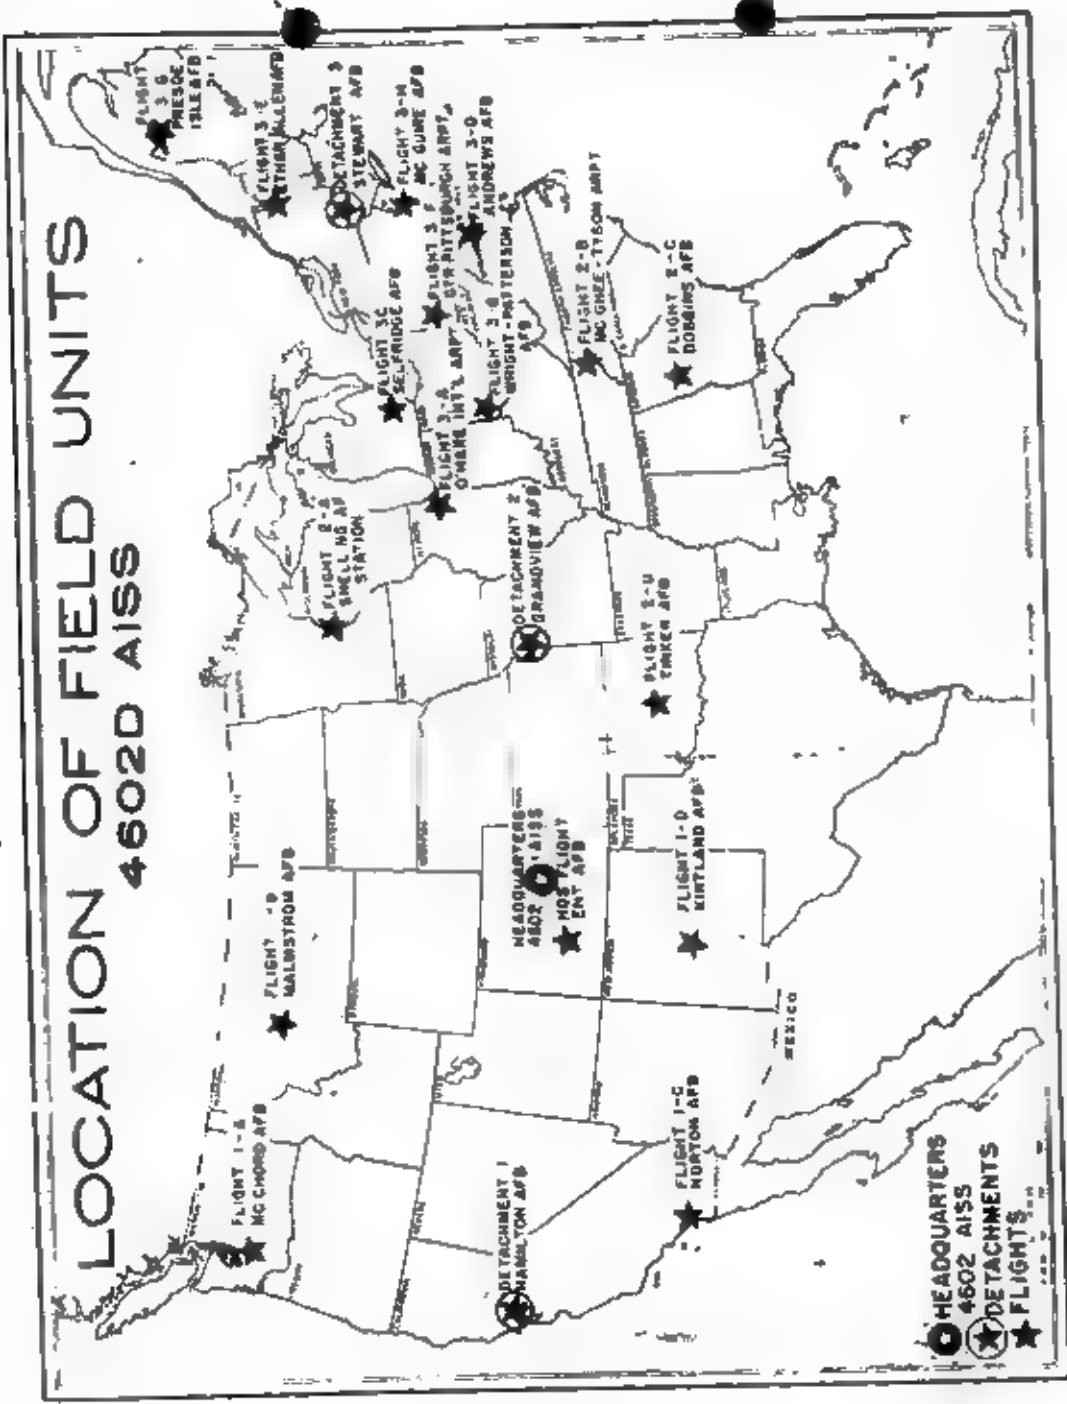 LOCATION OF FIELD UNITS
4602D AISS
FLIGHT 1-A
MC CHORD AFB
FLIGHT -B
MALMSTROM AFB
FLIGHT 2-A
SNELL NG AF
STATION
FLIGHT
3 G
PRESQE.
ISLE AFB
FLIGHT 3-E
ETHAN ALLEN AFB
DETACHMENT 3
STEWART AFB
FLIGHT 3-H
MC GUIRE AFB
FLIGHT 3 F
GTR PITTSBURGH ARPT
FLIGHT 3-D
ANDREWS AFB
FLIGHT 3C
SELFRIDGE AFB
FLIGHT 3-A
O'HARE INT'L ARPT
FLIGHT 3-B
WRIGHT-PATTERSON
AFB
FLIGHT 2-B
MC GHEE-TYSON ARPT
FLIGHT 2-C
DOBBINS AFB
DETACHMENT 2
GRANDVIEW AFB
FLIGHT 2-D
TINKER AFB
HEADQUARTERS
4602 AISS
HQS FLIGHT
ENT AFB
FLIGHT 1-D
KIRTLAND AFB
DETACHMENT 1
HAMILTON AFB
FLIGHT 1-C
NORTON AFB
MEXICO
HEADQUARTERS
4602 AISS
DETACHMENTS
FLIGHTS